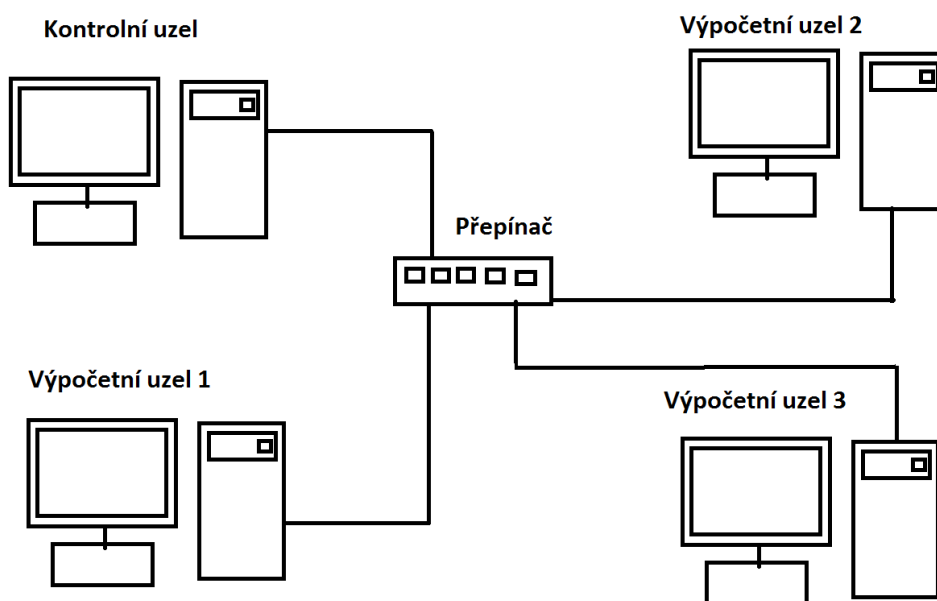 Kontrolní uzel
Výpočetní uzel 2
Přepínač
Výpočetní uzel 1
Výpočetní uzel 3